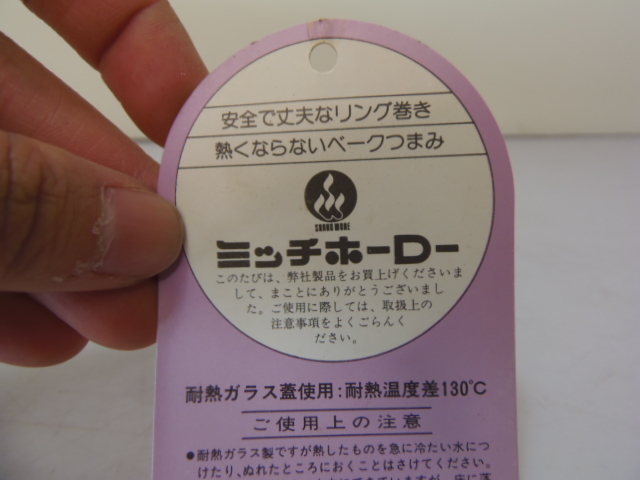 安全で丈夫なリング巻き
熱くならないベークつまみ
ミッチホーロー
このたびは、弊社製品をお買上げくださいま
して、まことにありがとうございまし
た。ご使用に際しては、取扱上の
注意事項をよくごらんく
ださい。
耐熱ガラス蓋使用:耐熱温度差130℃
ご使用上の注意
●耐熱ガラス製ですが熱したものを急に冷たい水につ
けたり、ぬれたところにおくことはさけてください。